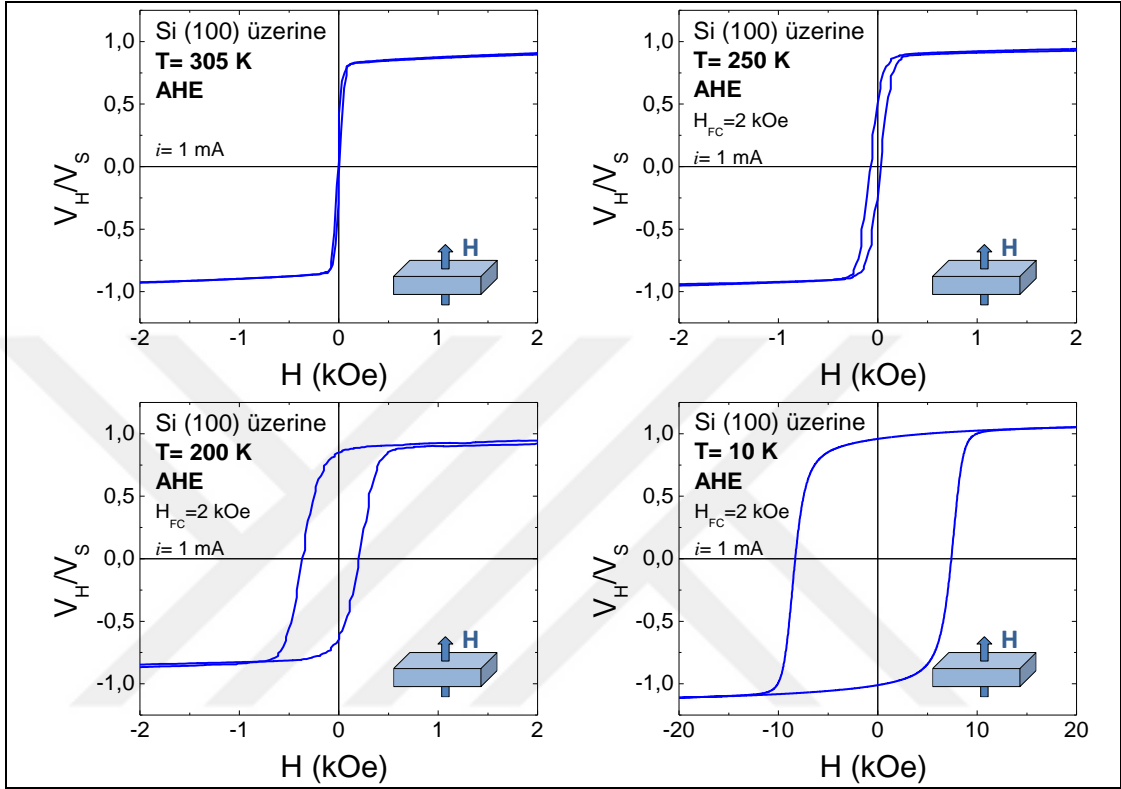 Si (100) üzerine
T= 305 K
AHE
i= 1 mA
H
1,0
0,5
0,0
-0,5
-1,0
V_H/V_S
-2 -1 0 1 2
H (kOe)
Si (100) üzerine
T= 250 K
AHE
H_FC=2 kOe
i= 1 mA
H
1,0
0,5
0,0
-0,5
-1,0
V_H/V_S
-2 -1 0 1 2
H (kOe)
Si (100) üzerine
T= 200 K
AHE
H_FC=2 kOe
i= 1 mA
H
1,0
0,5
0,0
-0,5
-1,0
V_H/V_S
-2 -1 0 1 2
H (kOe)
Si (100) üzerine
T= 10 K
AHE
H_FC=2 kOe
i= 1 mA
H
1,0
0,5
0,0
-0,5
-1,0
V_H/V_S
-20 -10 0 10 20
H (kOe)